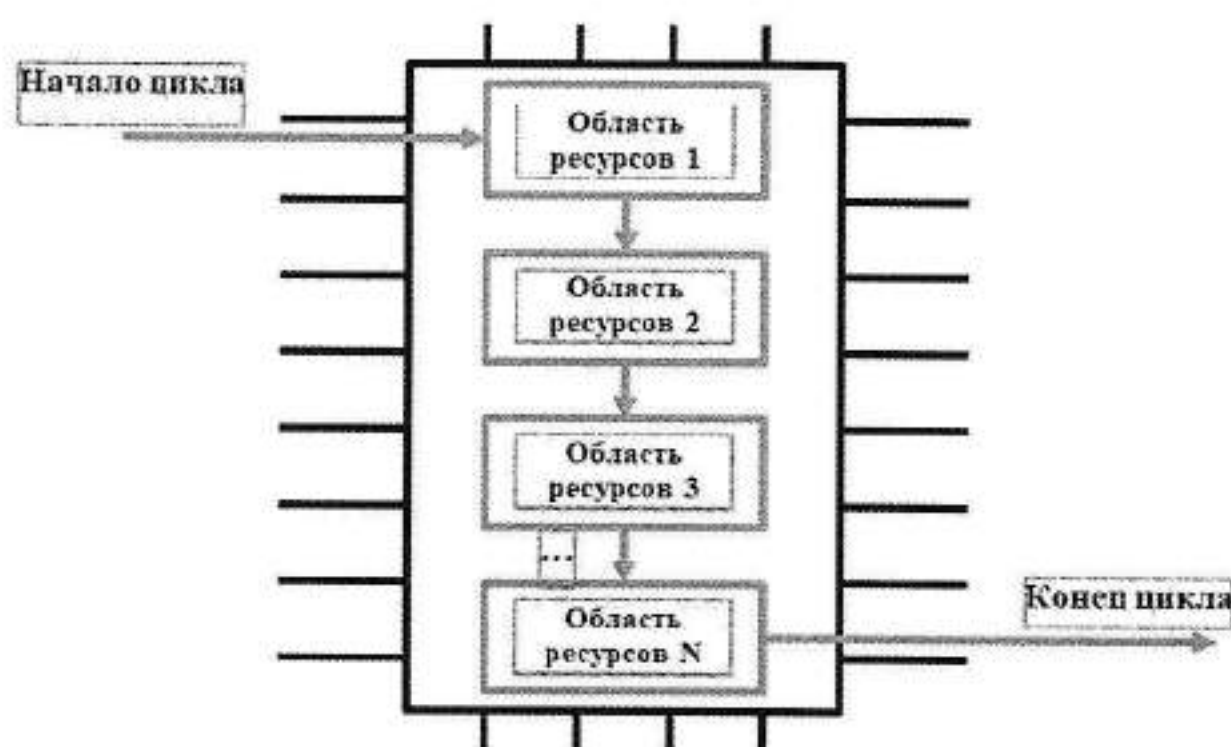 Начало цикла
Область
ресурсов 1
Область
ресурсов 2
Область
ресурсов 3
...
Область
ресурсов N
Конец цикла